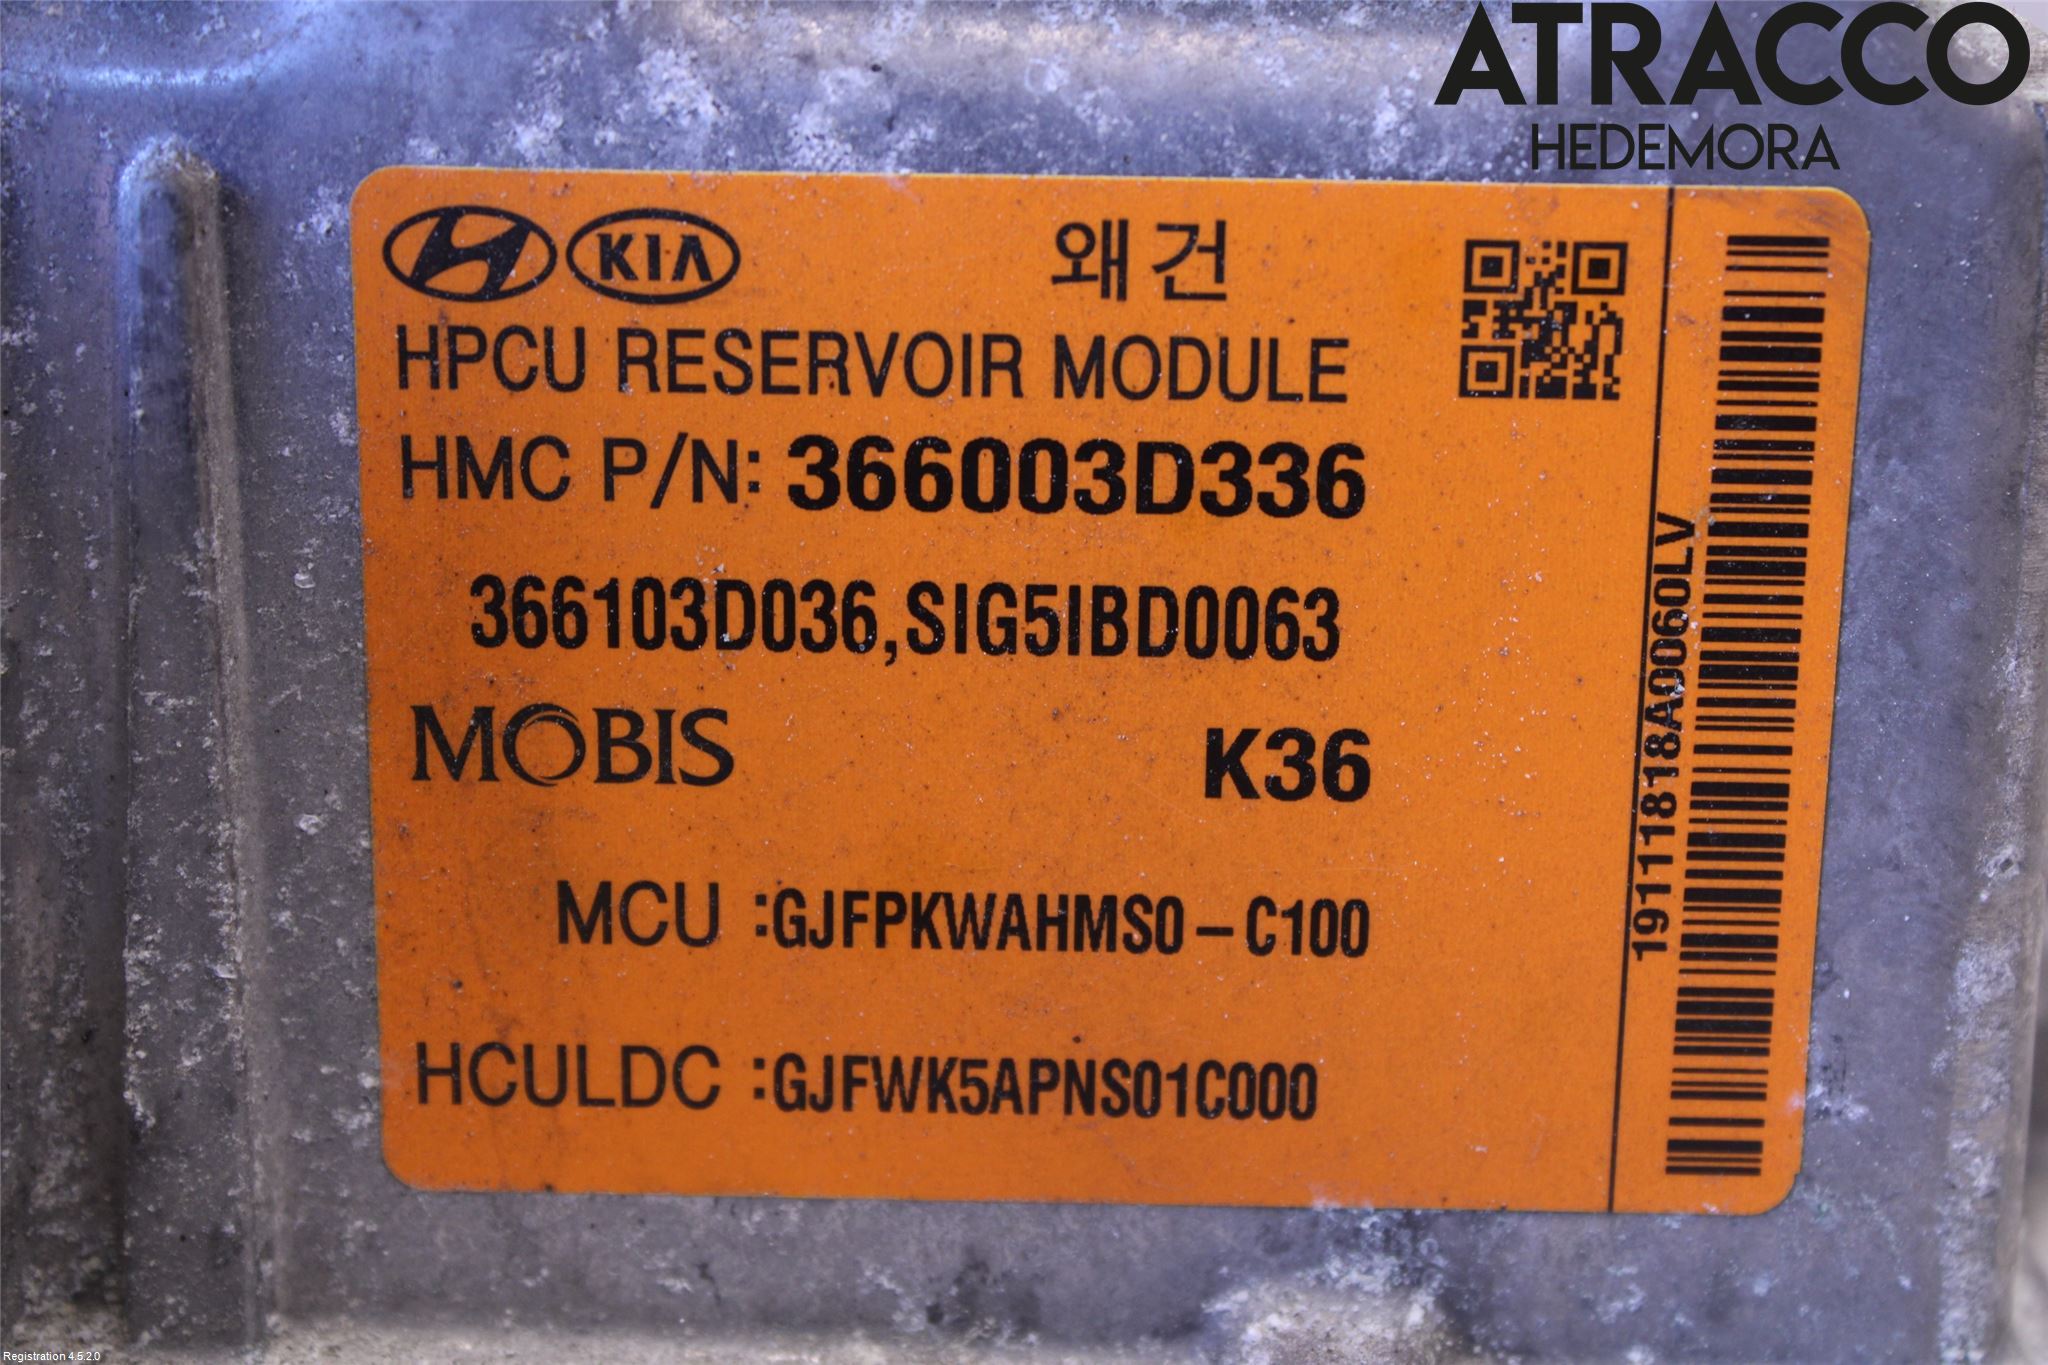 ATRACCO
HEDEMORA
KIA
왜건
HPCU RESERVOIR MODULE
HMC P/N: 366003D336
366103D036,SIG5IBD0063
MOBIS K36
MCU :GJFPKWAHMS0-C100
HCULDC :GJFWK5APNS01C000
19111818A0060LV
Registration 4.5.2.0